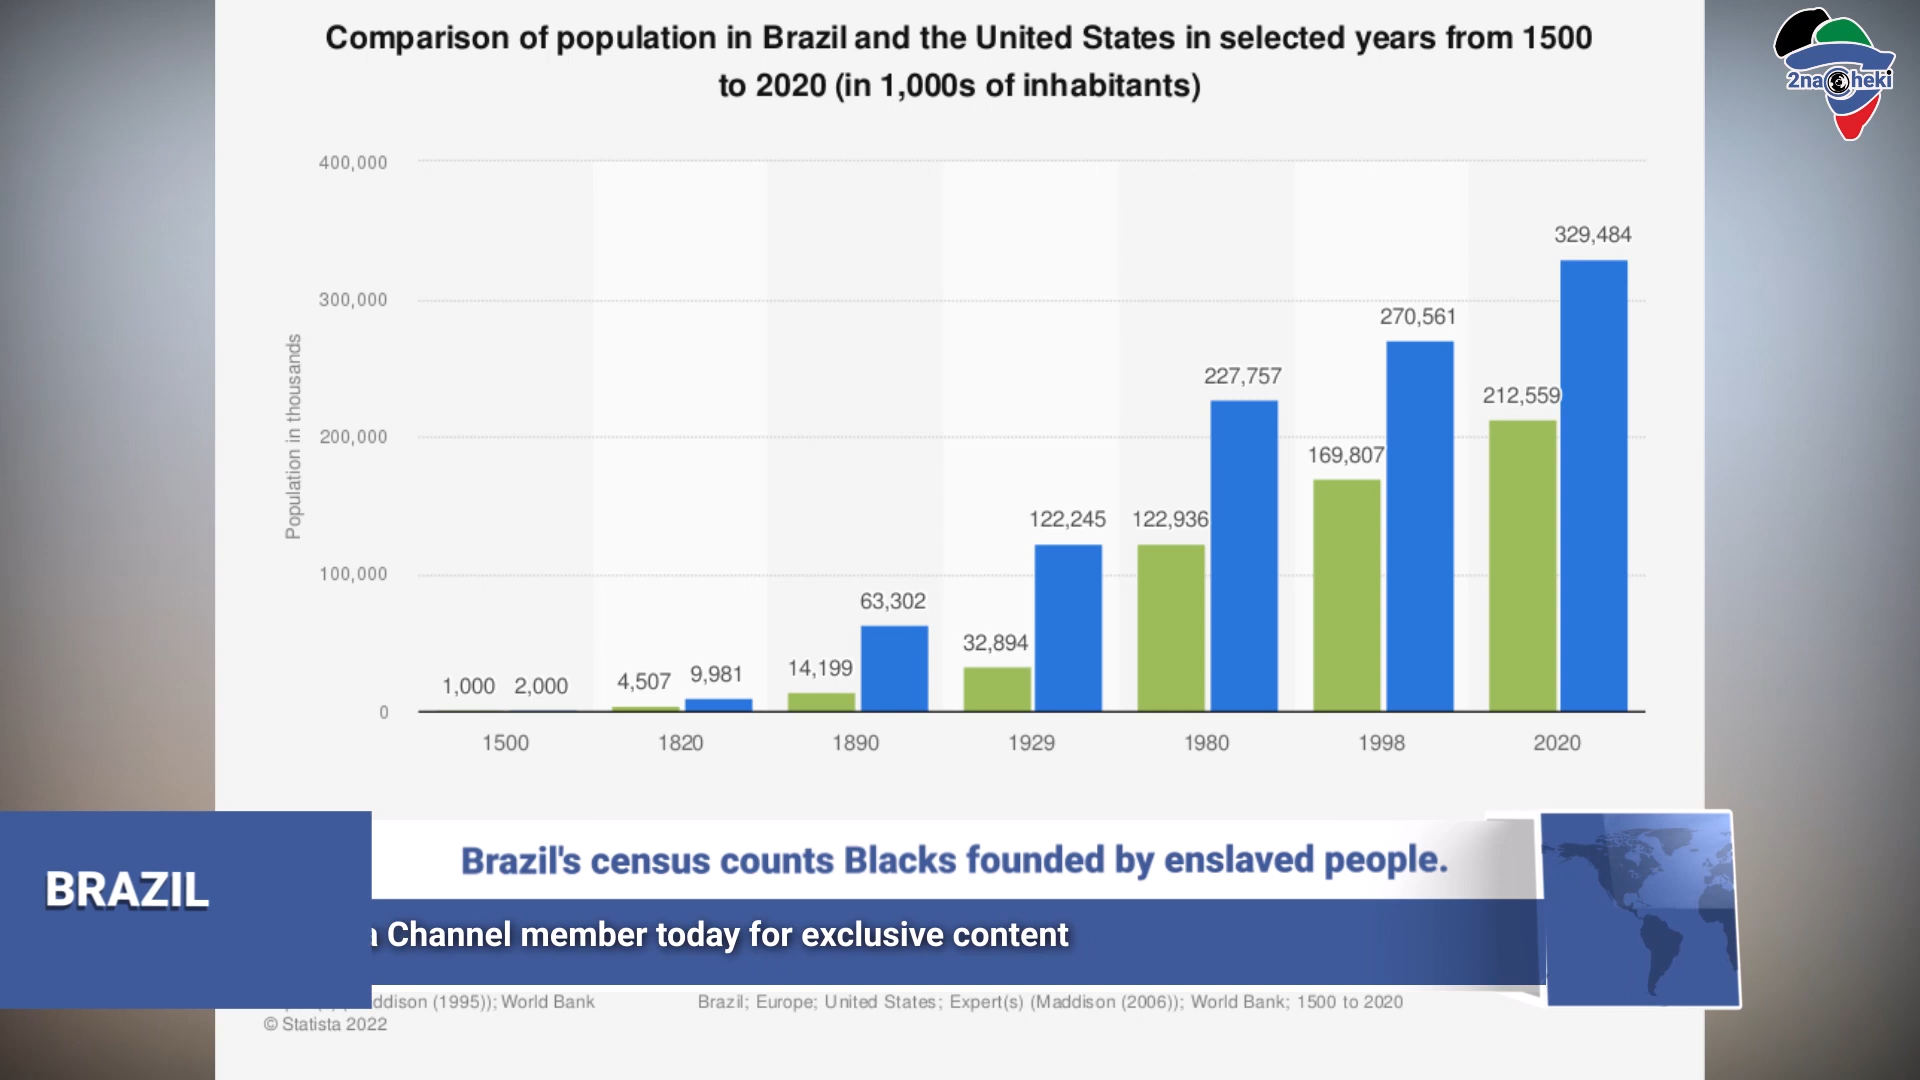 Comparison of population in Brazil and the United States in selected years from 1500
to 2020 (in 1,000s of inhabitants)
2nacheki
400,000
300,000
200,000
100,000
0
Population in thousands
1,000 2,000
4,507 9,981
14,199 63,302
32,894 122,245
122,936 227,757
169,807 270,561
212,559 329,484
1500 1820 1890 1929 1980 1998 2020
BRAZIL
Brazil's census counts Blacks founded by enslaved people.
a Channel member today for exclusive content
(1995)); World Bank
Brazil; Europe; United States; Expert(s) (Maddison (2006)); World Bank; 1500 to 2020
© Statista 2022